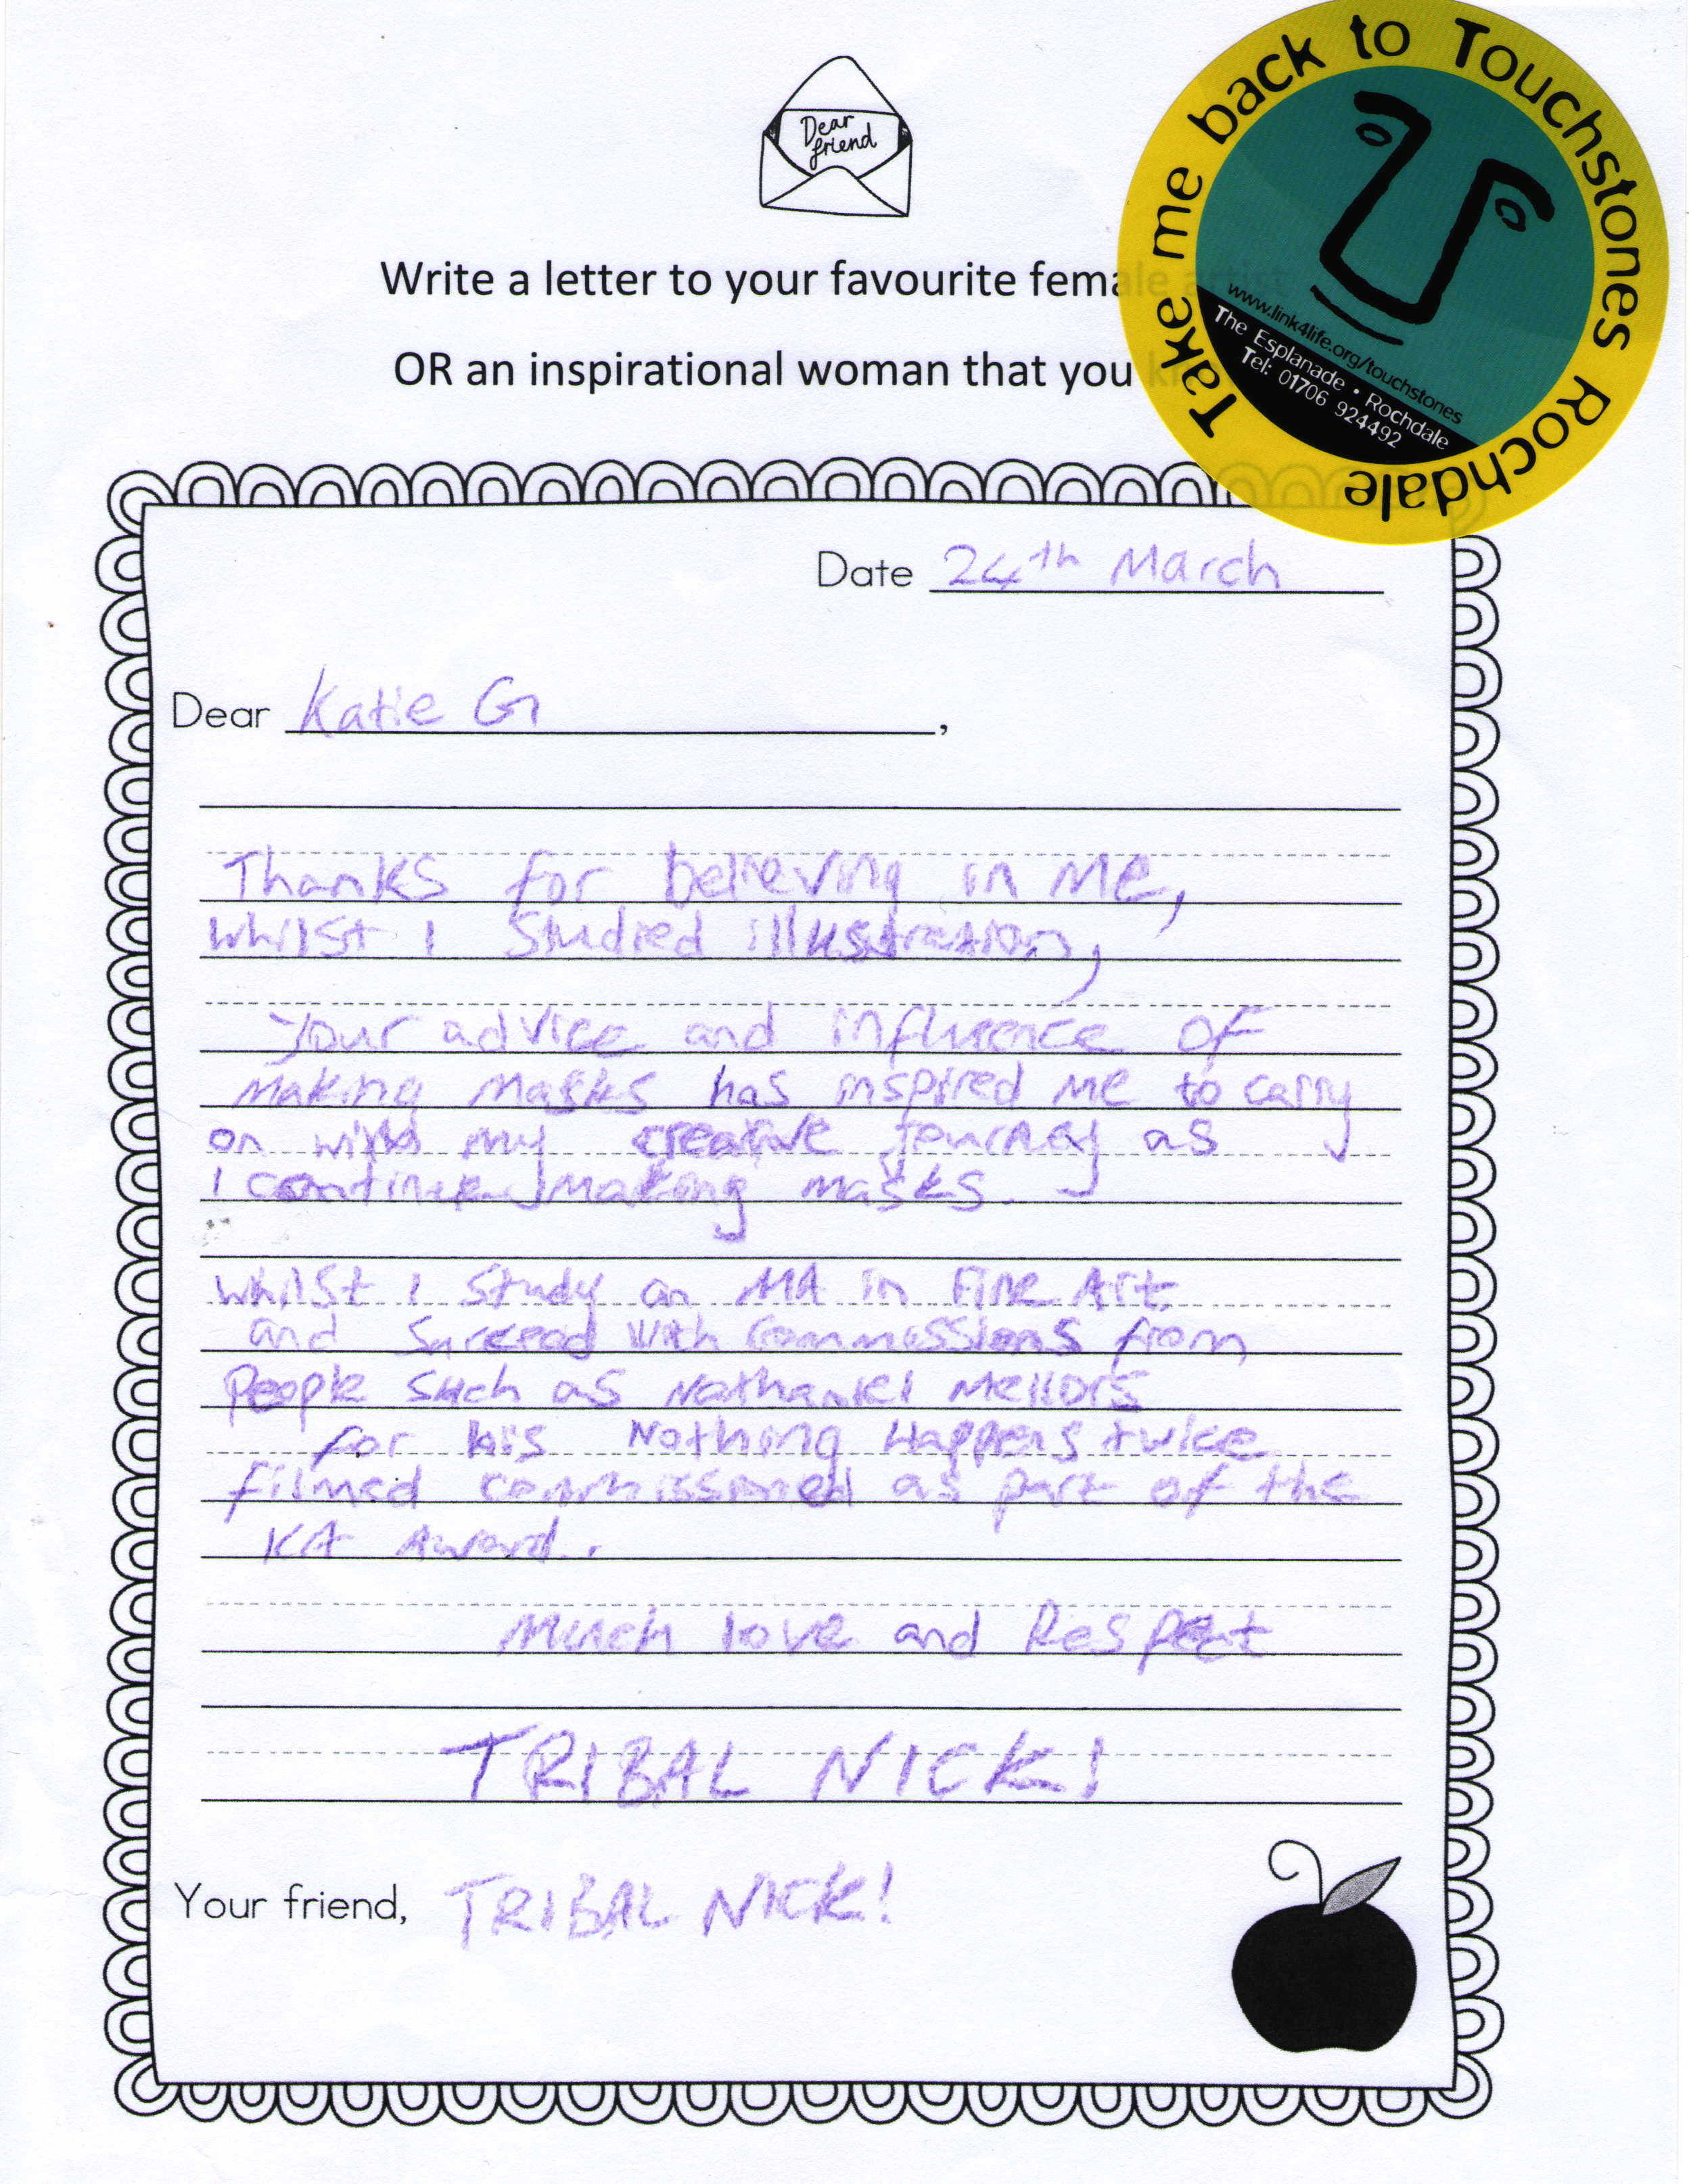 Dear
friend
Take me back to Touchstones Rochdale
www.link4life.org/touchstones
The Esplanade • Rochdale
Tel: 01706 924492
Write a letter to your favourite female artist
OR an inspirational woman that you
Date 24th March
Dear Katie G,
Thanks for believing in me,
whilst I studied illustration,
Your advice and influence of
making masks has inspired me to carry
on with my creative journey as
I continue making masks.
whilst I study an MA in Fine Art
and succeed with commissions from
People such as Nathaniel Mellors
for his Nothing Happens twice
filmed commissioned as part of the
KA Award.
Much love and Respect
TRIBAL NICK!
Your friend, TRIBAL NICK!